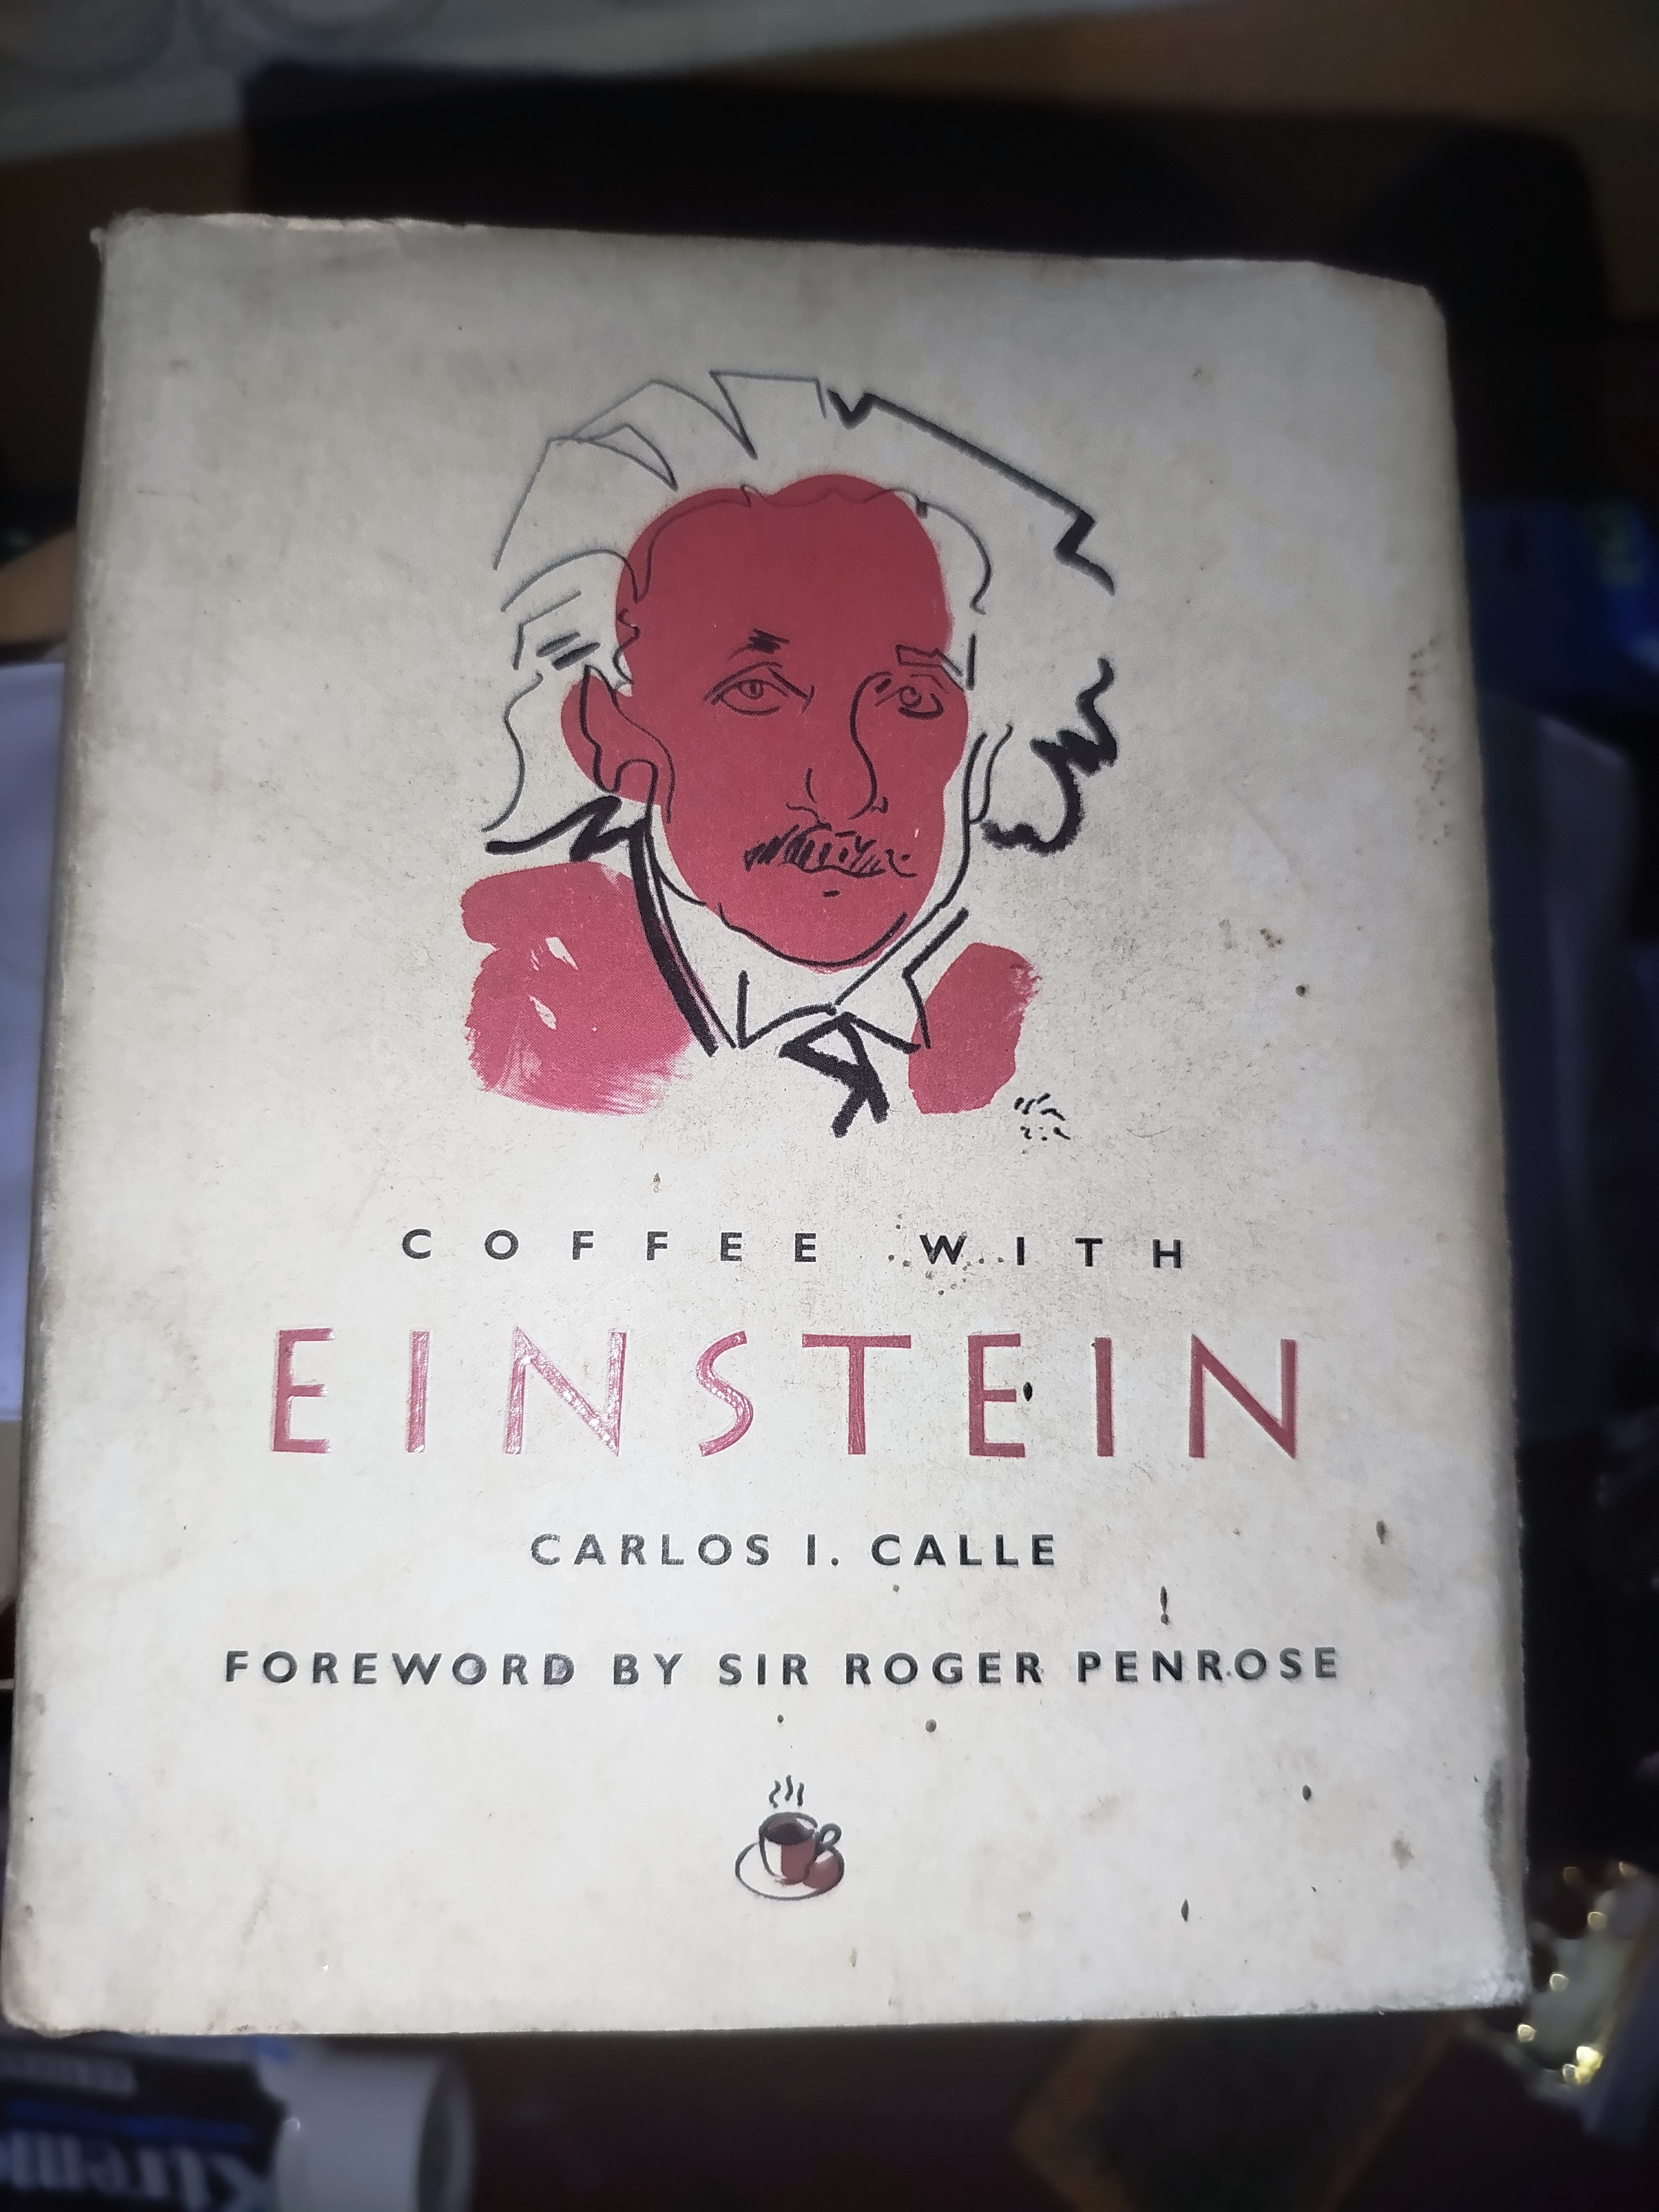 COFFEE WITH
EINSTEIN
CARLOS I. CALLE
FOREWORD BY SIR ROGER PENROSE